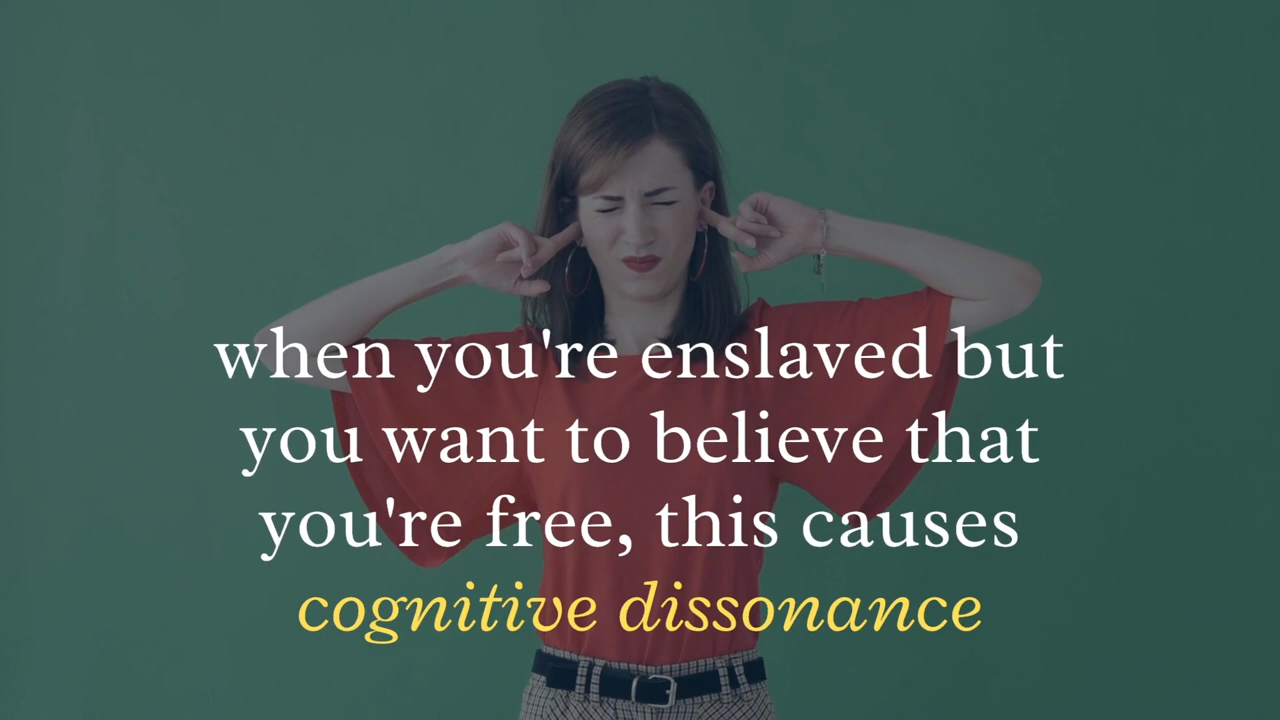 when you're enslaved but
you want to believe that
you're free, this causes
cognitive dissonance